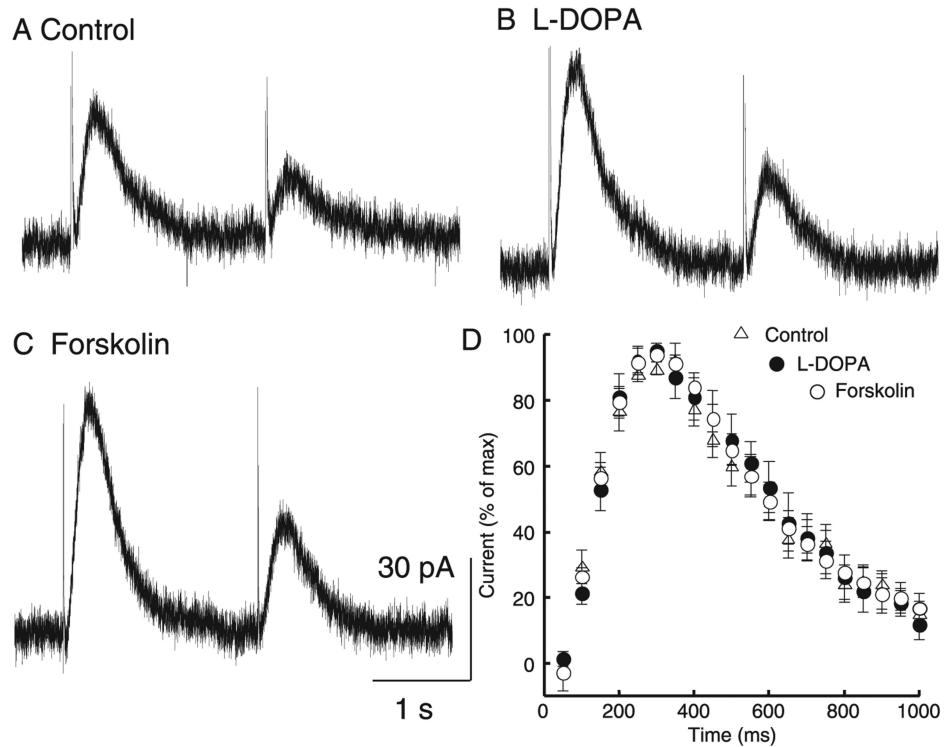 A Control
B L-DOPA
C Forskolin
30 pA
1 s
D
Control
L-DOPA
Forskolin
Current (% of max)
100
80
60
40
20
0
0 200 400 600 800 1000
Time (ms)